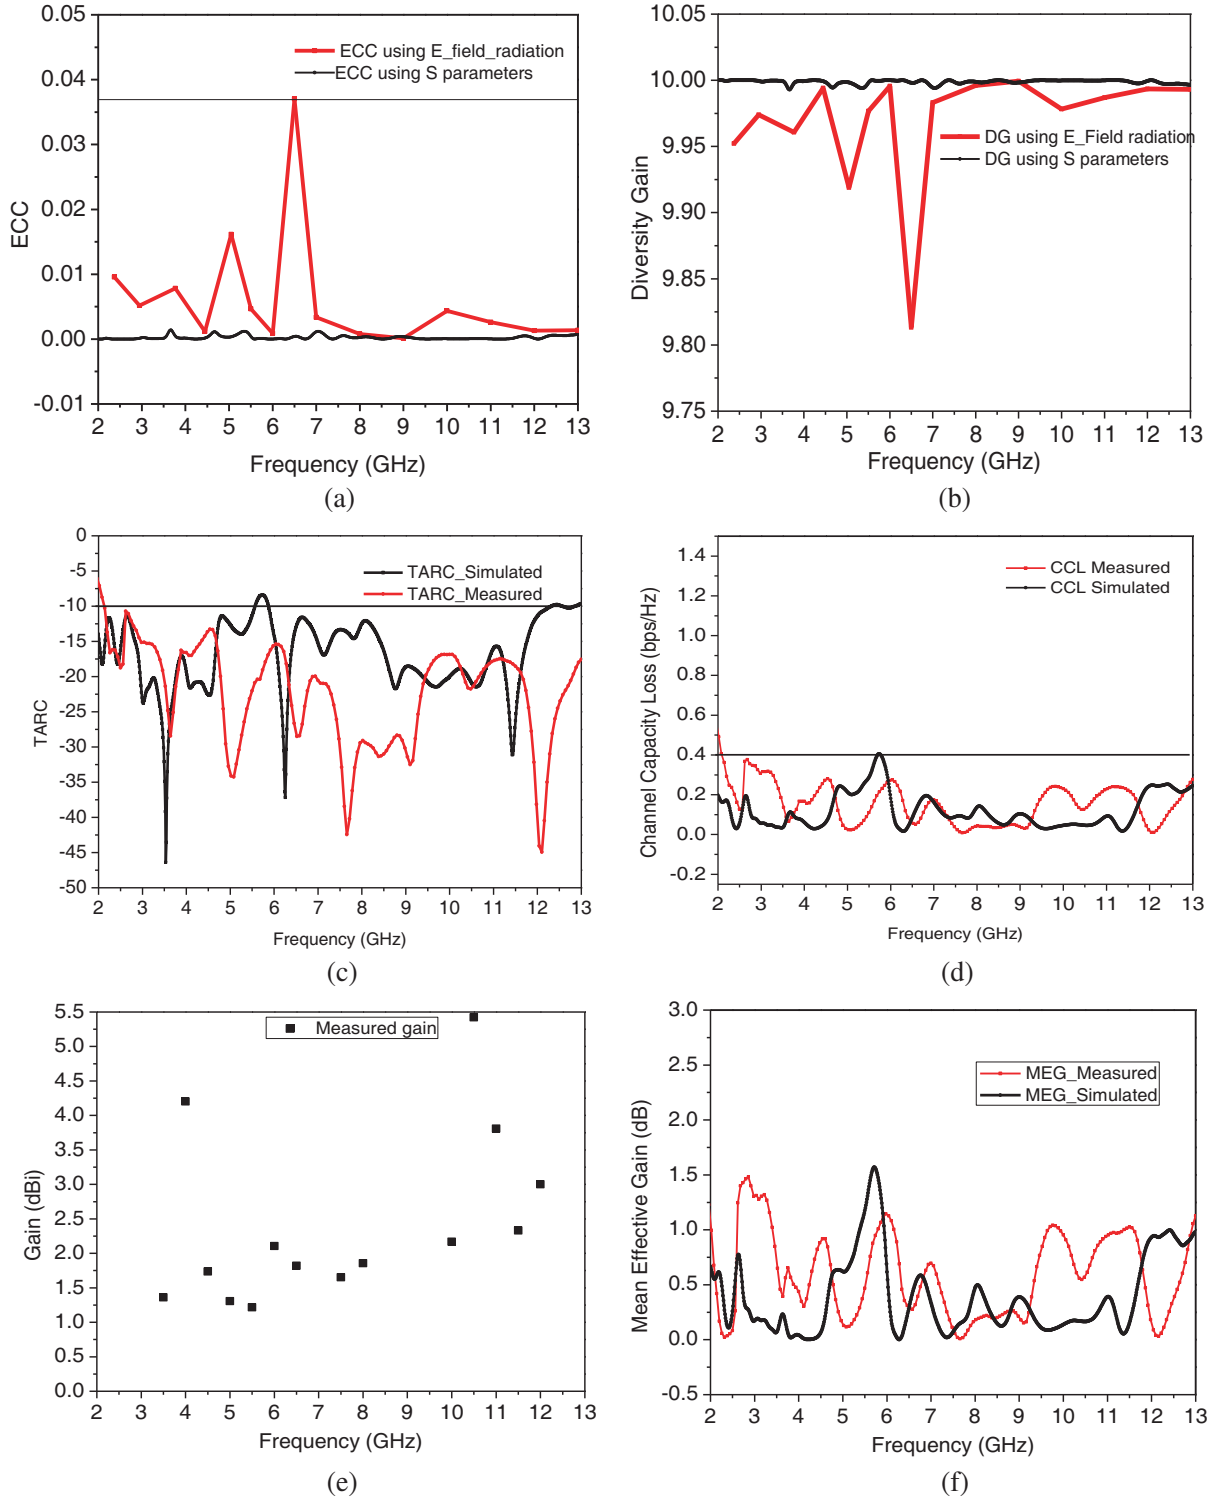 0.05
0.04
0.03
0.02
0.01
0.00
-0.01
ECC
ECC using E_field_radiation
ECC using S parameters
2 3 4 5 6 7 8 9 10 11 12 13
Frequency (GHz)
(a)
10.05
10.00
9.95
9.90
9.85
9.80
9.75
Diversity Gain
DG using E_Field radiation
DG using S parameters
2 3 4 5 6 7 8 9 10 11 12 13
Frequency (GHz)
(b)
0
-5
-10
-15
-20
-25
-30
-35
-40
-45
-50
TARC
TARC_Simulated
TARC_Measured
2 3 4 5 6 7 8 9 10 11 12 13
Frequency (GHz)
(c)
1.4
1.2
1.0
0.8
0.6
0.4
0.2
0.0
-0.2
Channel Capacity Loss (bps/Hz)
CCL Measured
CCL Simulated
2 3 4 5 6 7 8 9 10 11 12 13
Frequency (GHz)
(d)
5.5
5.0
4.5
4.0
3.5
3.0
2.5
2.0
1.5
1.0
0.5
0.0
Gain (dBi)
Measured gain
2 3 4 5 6 7 8 9 10 11 12 13
Frequency (GHz)
(e)
3.0
2.5
2.0
1.5
1.0
0.5
0.0
-0.5
Mean Effective Gain (dB)
MEG_Measured
MEG_Simulated
2 3 4 5 6 7 8 9 10 11 12 13
Frequency (GHz)
(f)